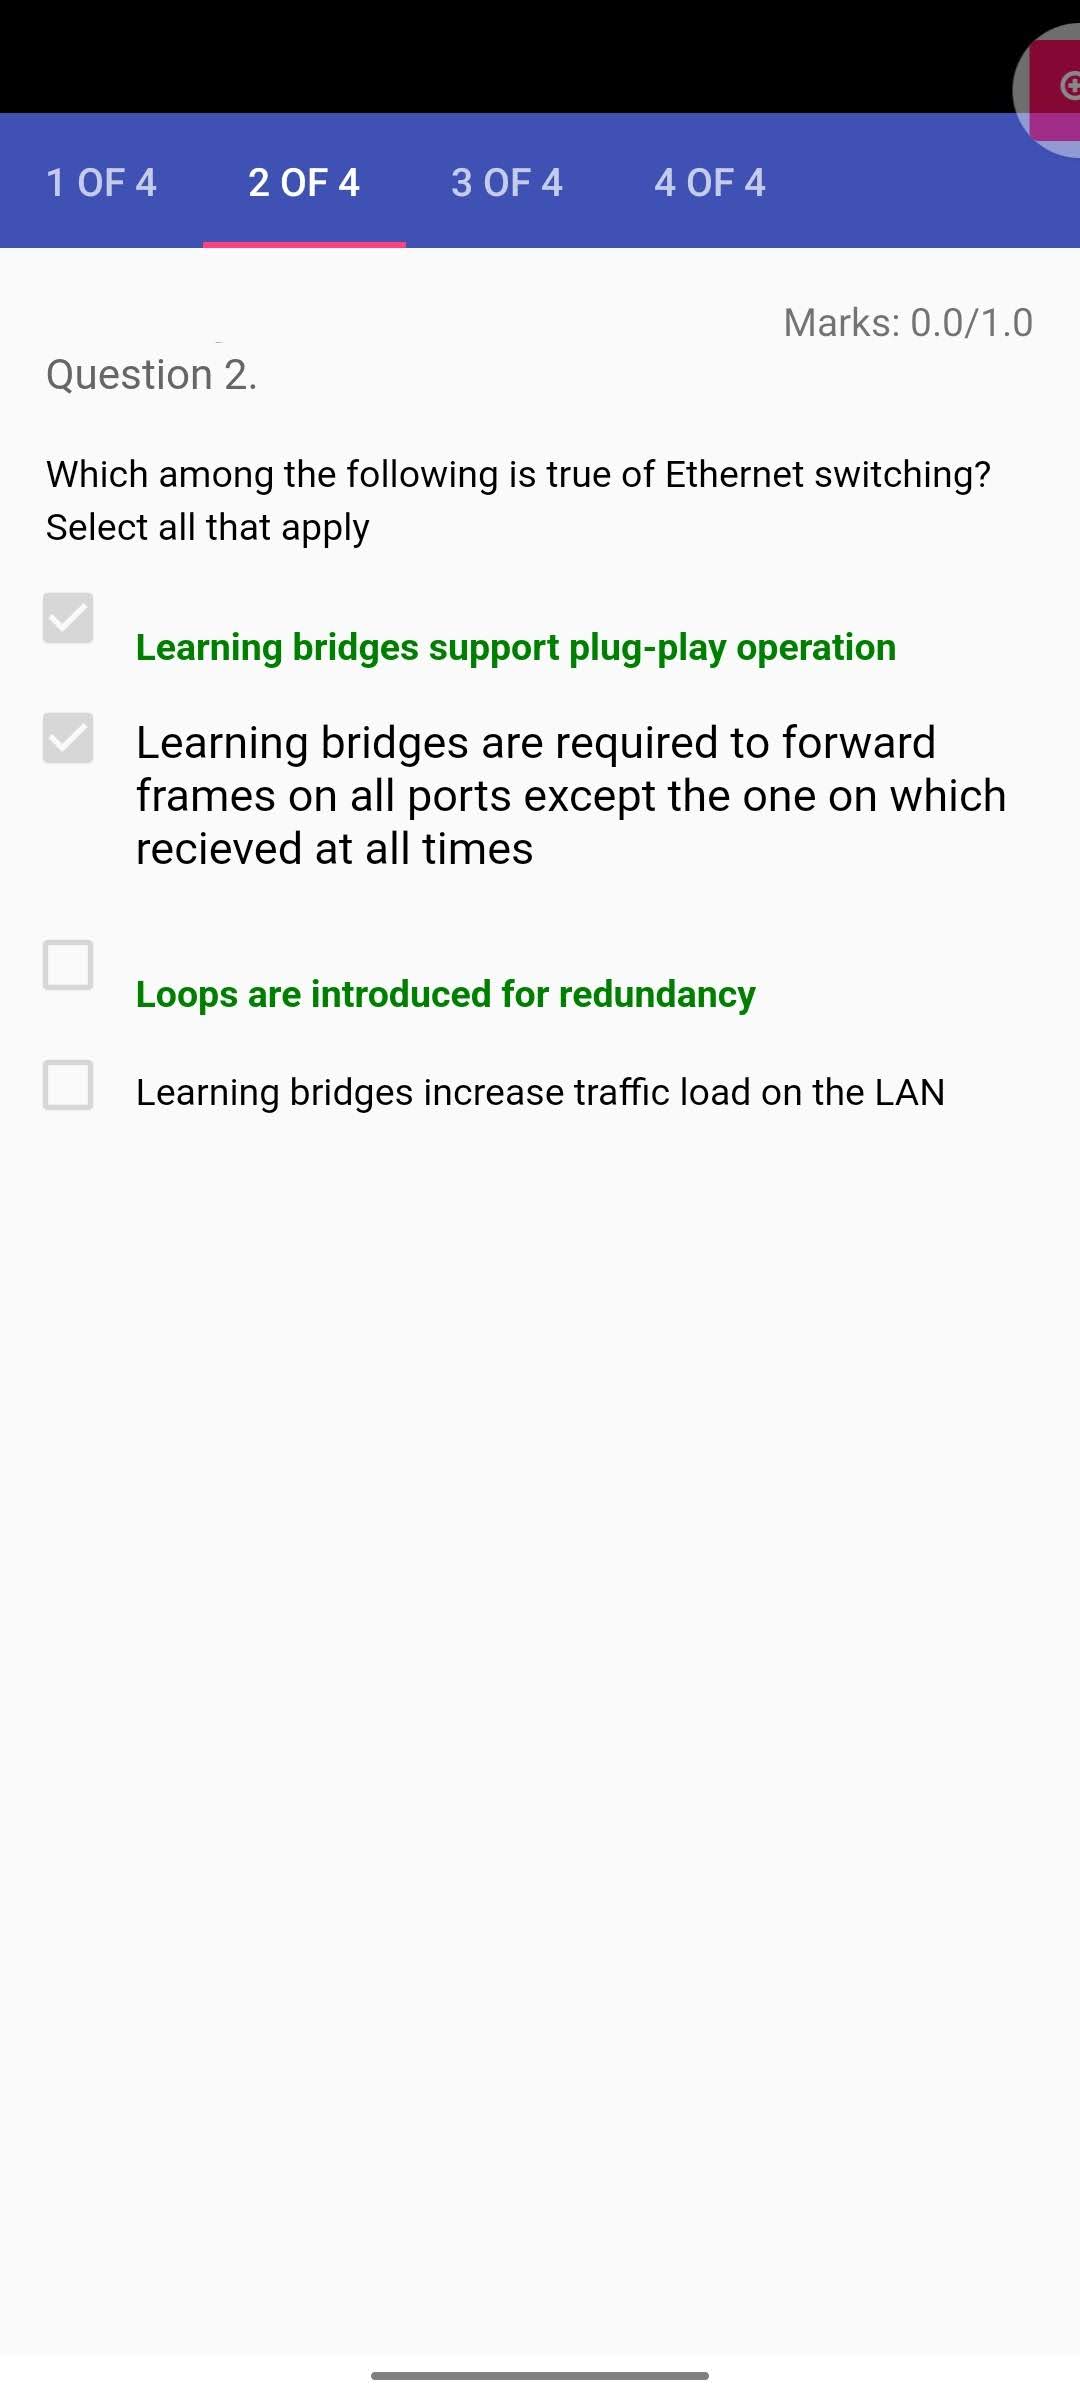 1 OF 4
2 OF 4
3 OF 4
4 OF 4
Marks: 0.0/1.0
Question 2.
Which among the following is true of Ethernet switching?
Select all that apply
Learning bridges support plug-play operation
Learning bridges are required to forward
frames on all ports except the one on which
recieved at all times
Loops are introduced for redundancy
Learning bridges increase traffic load on the LAN